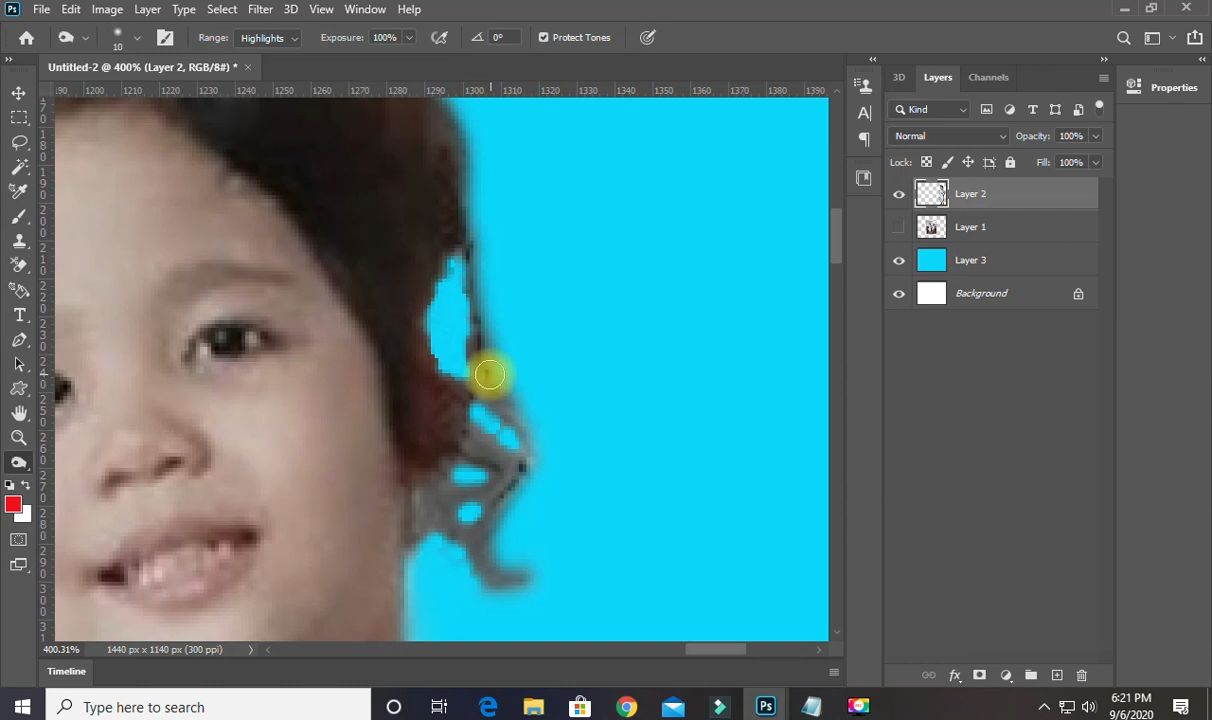 Ps File Edit Image Layer Type Select Filter 3D View Window Help
10 Range: Highlights Exposure: 100% 0° Protect Tones
Untitled-2 @ 400% (Layer 2, RGB/8#) * ×
190 1200 1210 1220 1230 1240 1250 1260 1270 1280 1290 1300 1310 1320 1330 1340 1350 1360 1370 1380 1390
3D Layers Channels
Properties
Kind
Normal Opacity: 100%
Lock: Fill: 100%
Layer 2
Layer 1
Layer 3
Background
400.31% 1440 px x 1140 px (300 ppi)
Timeline
Type here to search
6:21 PM
9/6/2020